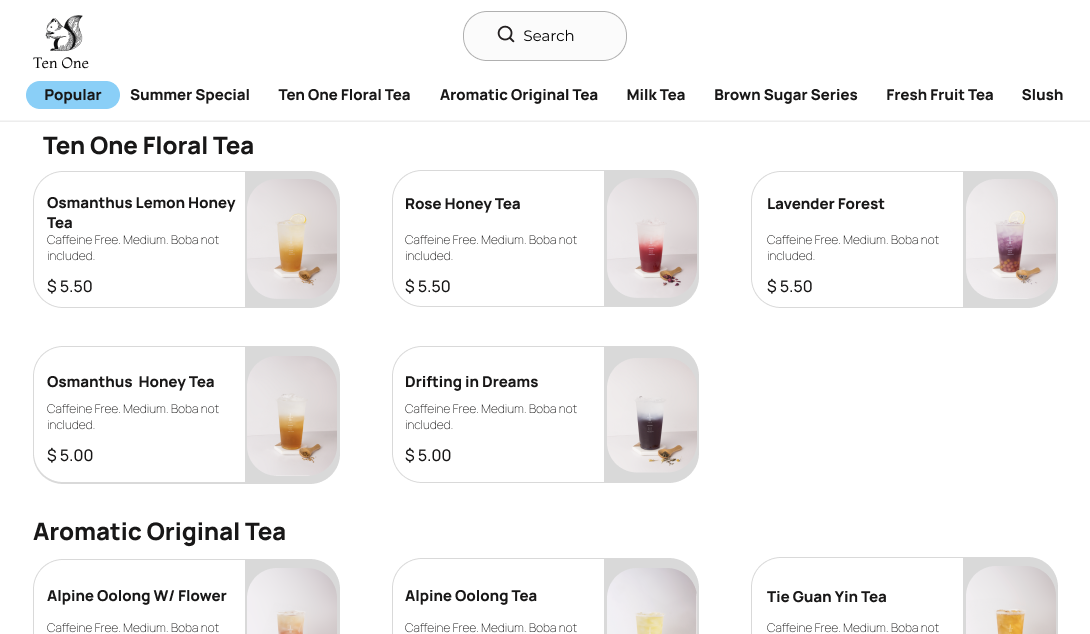 Ten One
Search
Popular
Summer Special
Ten One Floral Tea
Aromatic Original Tea
Milk Tea
Brown Sugar Series
Fresh Fruit Tea
Slush
Ten One Floral Tea
Osmanthus Lemon Honey
Tea
Caffeine Free. Medium. Boba not
included.
$ 5.50
Rose Honey Tea
Caffeine Free. Medium. Boba not
included.
$ 5.50
Lavender Forest
Caffeine Free. Medium. Boba not
included.
$ 5.50
Osmanthus  Honey Tea
Caffeine Free. Medium. Boba not
included.
$ 5.00
Drifting in Dreams
Caffeine Free. Medium. Boba not
included.
$ 5.00
Aromatic Original Tea
Alpine Oolong W/ Flower
Caffeine Free. Medium. Boba not
Alpine Oolong Tea
Caffeine Free. Medium. Boba not
Tie Guan Yin Tea
Caffeine Free. Medium. Boba not